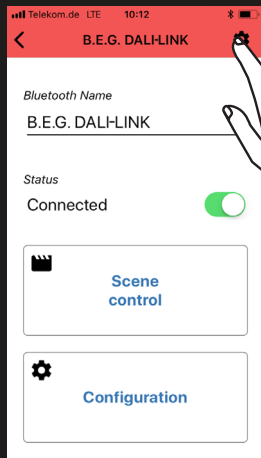 Telekom.de LTE 10:12
B.E.G. DALI-LINK
Bluetooth Name
B.E.G. DALI-LINK
Status
Connected
Scene
control
Configuration